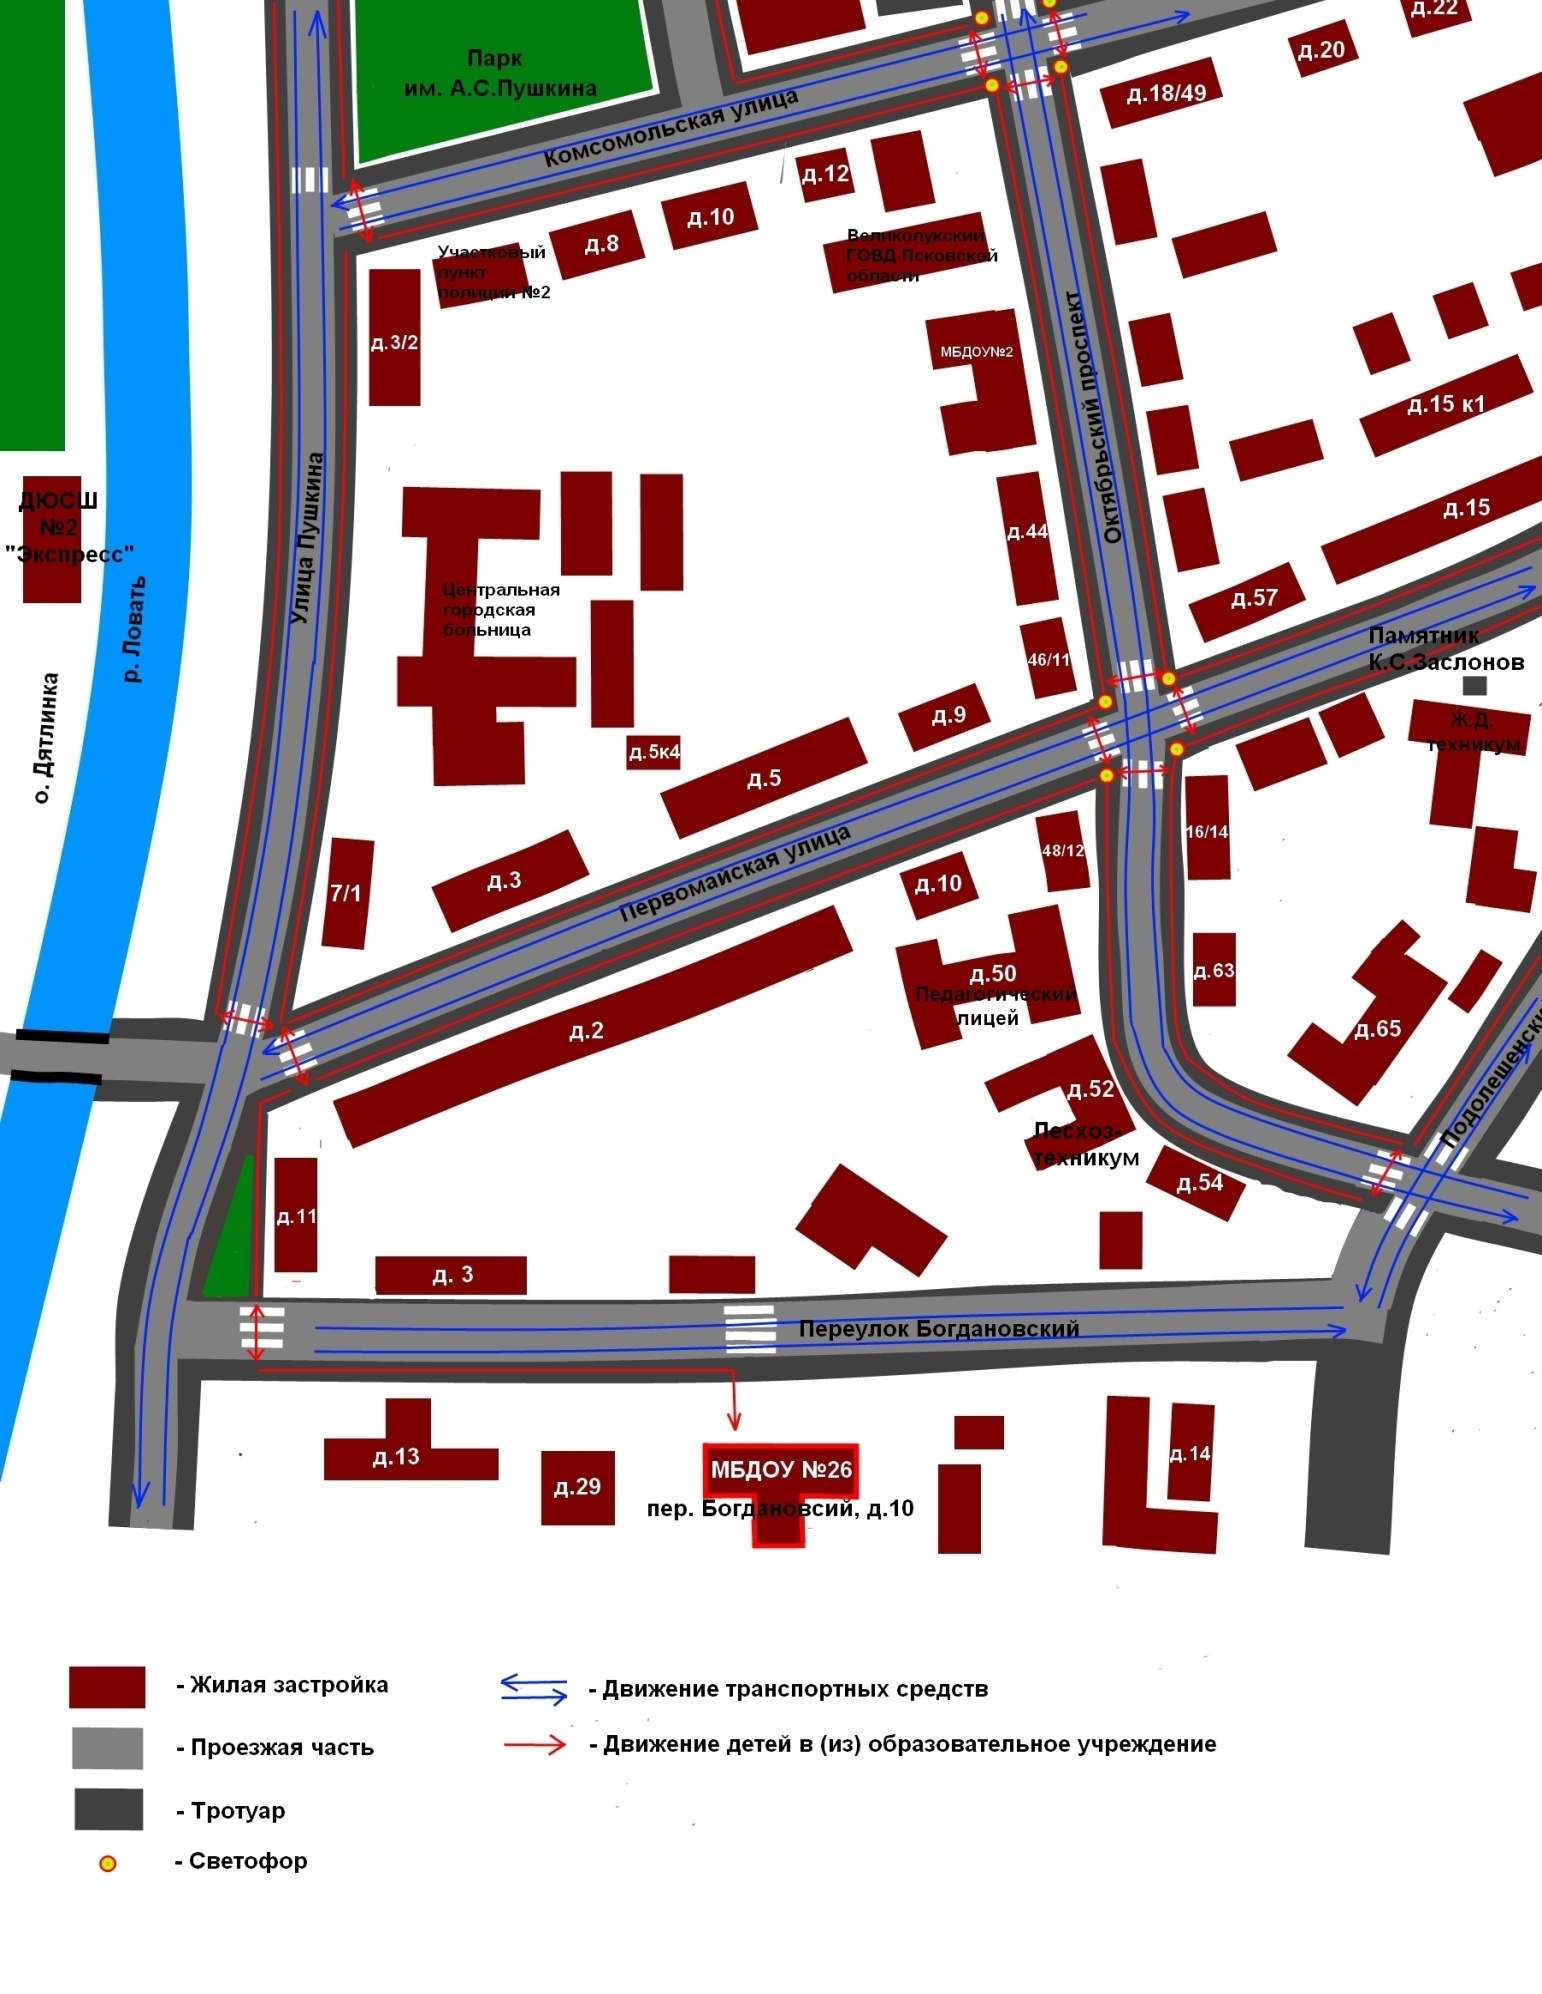 д.22
д.20
Парк
им. А.С.Пушкина
д.18/49
Комсомольская улица
д.12
д.10
д.8
Участковый
пункт
полиции №2
Великолукский
ГОВД Псковской
области
д.3/2
МБДОУ№2
Октябрьский проспект
д.15 к1
ДЮСШ
№2
"Экспресс"
Улица Пушкина
д.44
д.15
Центральная
городская
больница
р. Ловать
о. Дятлинка
д.57
Памятник
К.С.Заслонов
46/11
д.9
Ж.Д.
техникум
д.5к4
д.5
16/14
48/12
7/1
д.3
Первомайская улица
д.10
д.50
Педагогический
лицей
д.63
д.2
д.65
д.52
Лесхоз-
техникум
д.54
д.11
д. 3
Переулок Богдановский
д.13
д.29
МБДОУ №26
пер. Богдановсий, д.10
д.14
- Жилая застройка
- Движение транспортных средств
- Проезжая часть
- Движение детей в (из) образовательное учреждение
- Тротуар
- Светофор